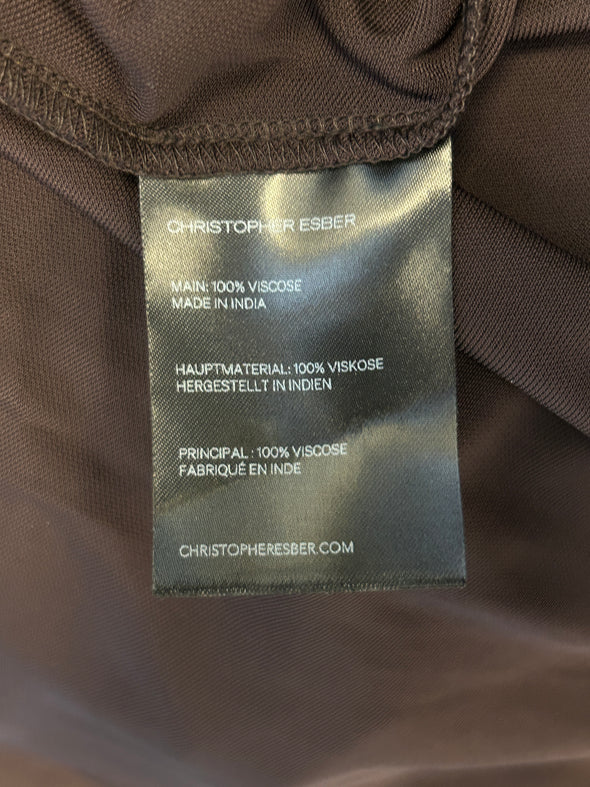 CHRISTOPHER ESBER
MAIN: 100% VISCOSE
MADE IN INDIA
HAUPTMATERIAL: 100% VISKOSE
HERGESTELLT IN INDIEN
PRINCIPAL : 100% VISCOSE
FABRIQUÉ EN INDE
CHRISTOPHERESBER.COM